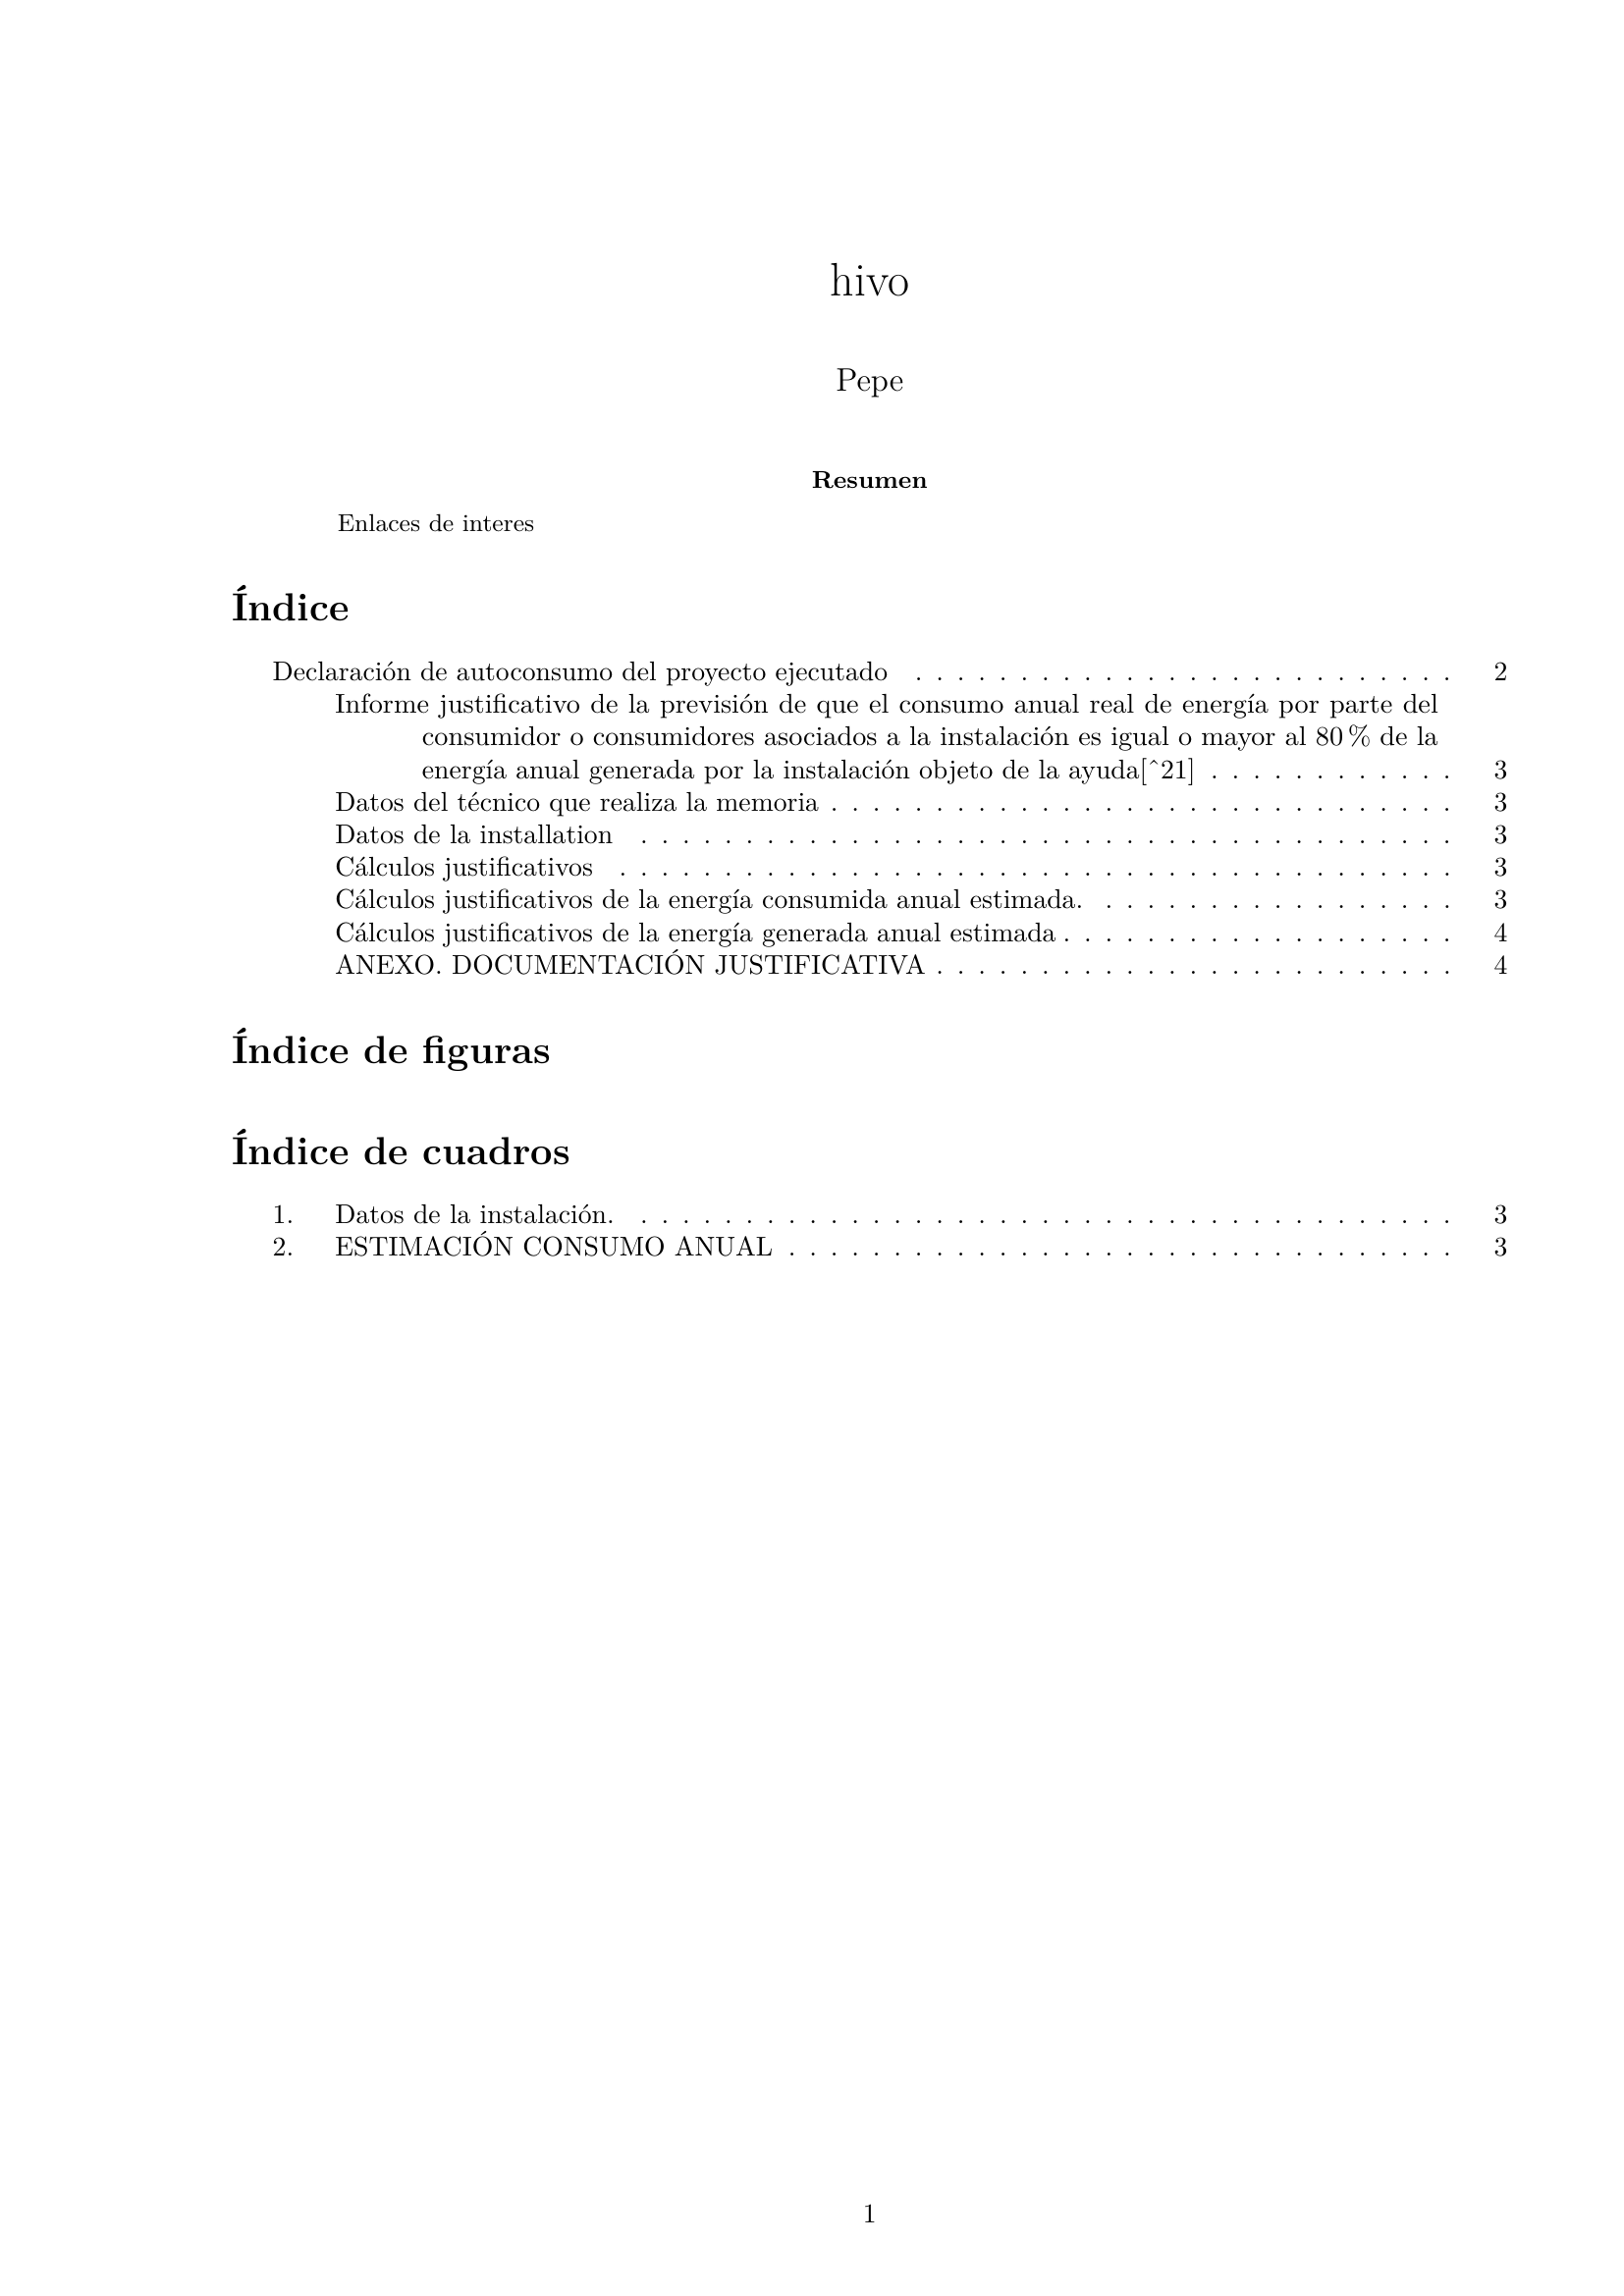 hivo
Pepe
Resumen
Enlaces de interes
Índice
Declaración de autoconsumo del proyecto ejecutado . . . . . . . . . . . . . . . . . . . . . . . . . . 2
Informe justificativo de la previsión de que el consumo anual real de energía por parte del
consumidor o consumidores asociados a la instalación es igual o mayor al 80 % de la
energía anual generada por la instalación objeto de la ayuda[^21] . . . . . . . . . . . . 3
Datos del técnico que realiza la memoria . . . . . . . . . . . . . . . . . . . . . . . . . . . . . . 3
Datos de la installation . . . . . . . . . . . . . . . . . . . . . . . . . . . . . . . . . . . . . . . 3
Cálculos justificativos . . . . . . . . . . . . . . . . . . . . . . . . . . . . . . . . . . . . . . . . 3
Cálculos justificativos de la energía consumida anual estimada. . . . . . . . . . . . . . . . . . 3
Cálculos justificativos de la energía generada anual estimada . . . . . . . . . . . . . . . . . . . 4
ANEXO. DOCUMENTACIÓN JUSTIFICATIVA . . . . . . . . . . . . . . . . . . . . . . . . . 4
Índice de figuras
Índice de cuadros
1. Datos de la instalación. . . . . . . . . . . . . . . . . . . . . . . . . . . . . . . . . . . . . . . . 3
2. ESTIMACIÓN CONSUMO ANUAL . . . . . . . . . . . . . . . . . . . . . . . . . . . . . . . . 3
1